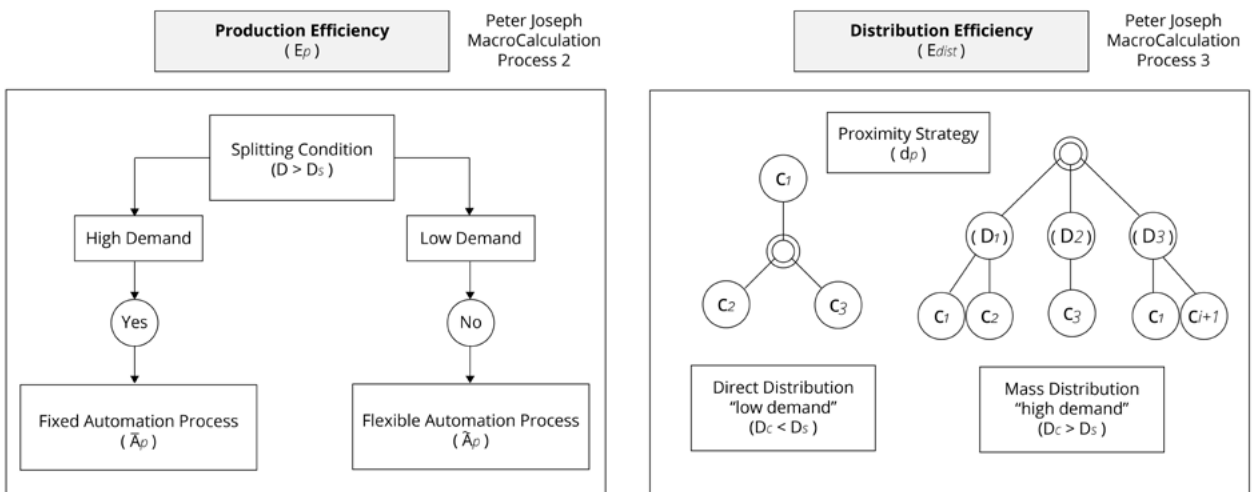 Production Efficiency
( Ep )
Peter Joseph
MacroCalculation
Process 2
Splitting Condition
(D > Ds )
High Demand
Low Demand
Yes
No
Fixed Automation Process
( A̅p )
Flexible Automation Process
( Ãp )
Distribution Efficiency
( Edist )
Peter Joseph
MacroCalculation
Process 3
Proximity Strategy
( dp )
C1
C2
C3
( D1 )
( D2 )
( D3 )
C1
C2
C3
C1
Ci+1
Direct Distribution
“low demand”
(Dc < Ds )
Mass Distribution
“high demand”
(Dc > Ds )